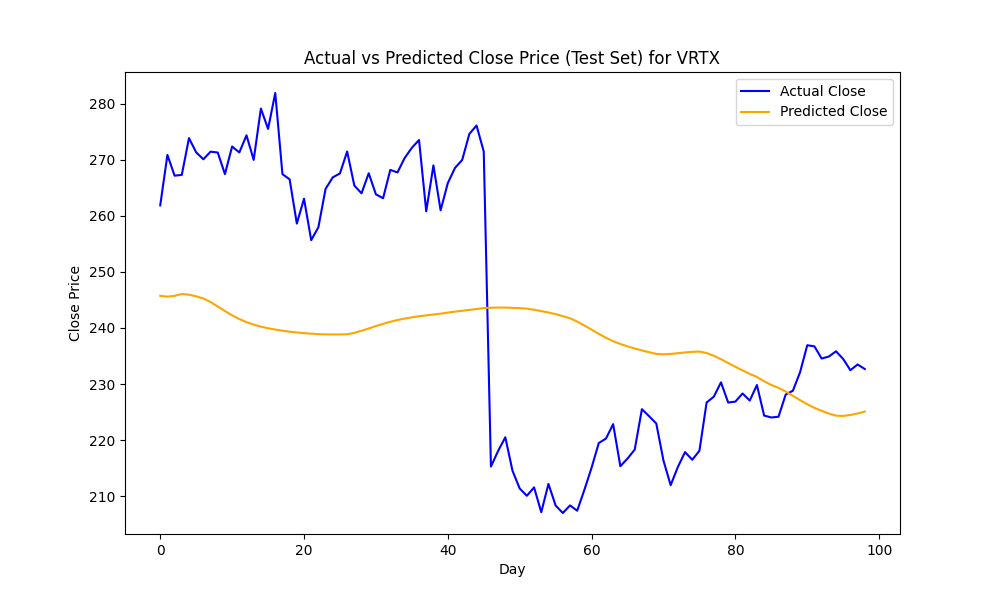 Actual vs Predicted Close Price (Test Set) for VRTX
Actual Close
Predicted Close
Close Price
280
270
260
250
240
230
220
210
0 20 40 60 80 100
Day